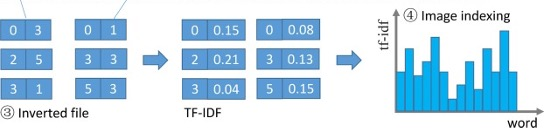 0 3 0 1 0 0.15 0 0.08
2 5 3 3 2 0.21 3 0.13
3 1 5 3 3 0.04 5 0.15
③ Inverted file
TF-IDF
④ Image indexing
tf-idf
word